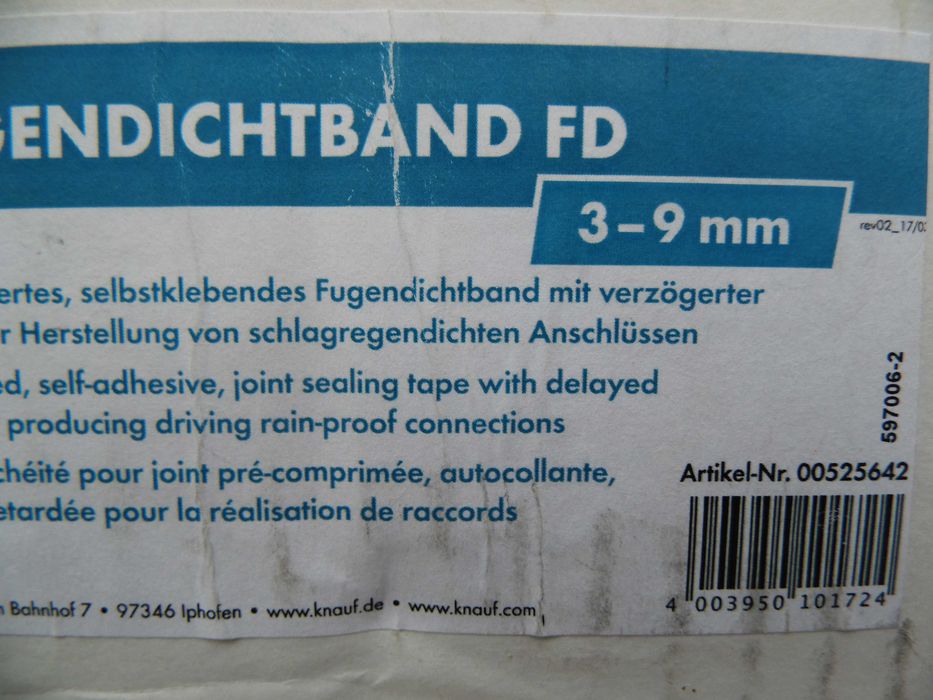 GENDICHTBAND FD
3–9 mm
rev02_17/0
ertes, selbstklebendes Fugendichtband mit verzögerter
r Herstellung von schlagregendichten Anschlüssen
ed, self-adhesive, joint sealing tape with delayed
producing driving rain-proof connections
chéité pour joint pré-comprimée, autocollante,
etardée pour la réalisation de raccords
597006-2
Artikel-Nr. 00525642
4 003950 101724
n Bahnhof 7 • 97346 Iphofen • www.knauf.de • www.knauf.com